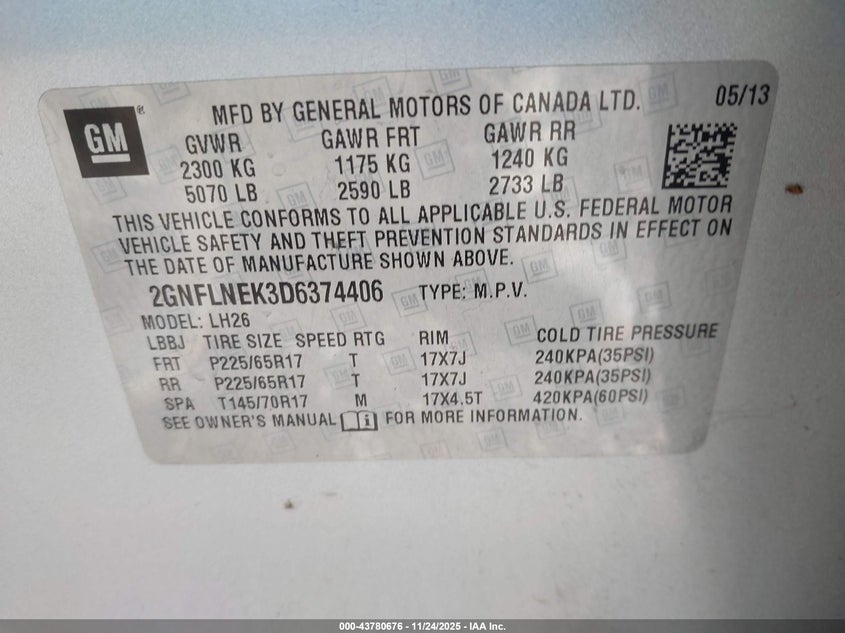 GM
®
MFD BY GENERAL MOTORS OF CANADA LTD.
05/13
GVWR GAWR FRT GAWR RR
2300 KG 1175 KG 1240 KG
5070 LB 2590 LB 2733 LB
THIS VEHICLE CONFORMS TO ALL APPLICABLE U.S. FEDERAL MOTOR
VEHICLE SAFETY AND THEFT PREVENTION STANDARDS IN EFFECT ON
THE DATE OF MANUFACTURE SHOWN ABOVE.
2GNFLNEK3D6374406 TYPE: M.P.V.
MODEL: LH26
LBBJ TIRE SIZE SPEED RTG RIM COLD TIRE PRESSURE
FRT P225/65R17 T 17X7J 240KPA(35PSI)
RR P225/65R17 T 17X7J 240KPA(35PSI)
SPA T145/70R17 M 17X4.5T 420KPA(60PSI)
SEE OWNER'S MANUAL i FOR MORE INFORMATION.
000-43780676 - 11/24/2025 - IAA Inc.